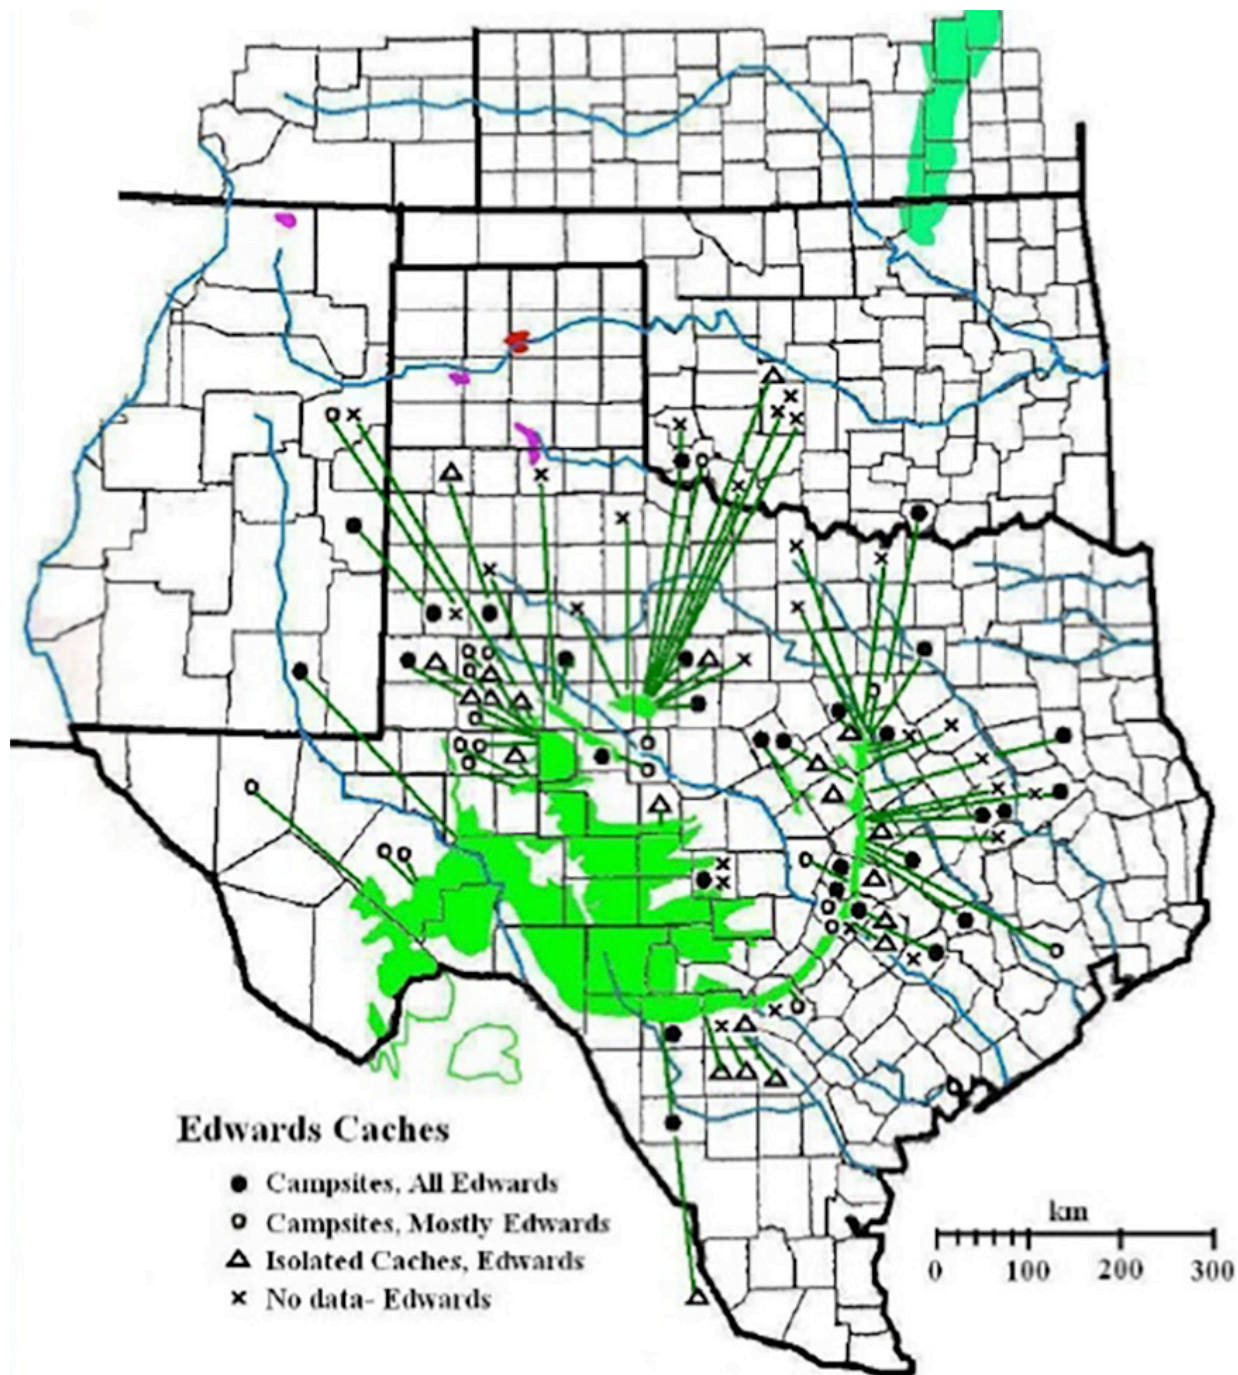 Edwards Caches
Campsites, All Edwards
Campsites, Mostly Edwards
Isolated Caches, Edwards
No data- Edwards
km
0 100 200 300